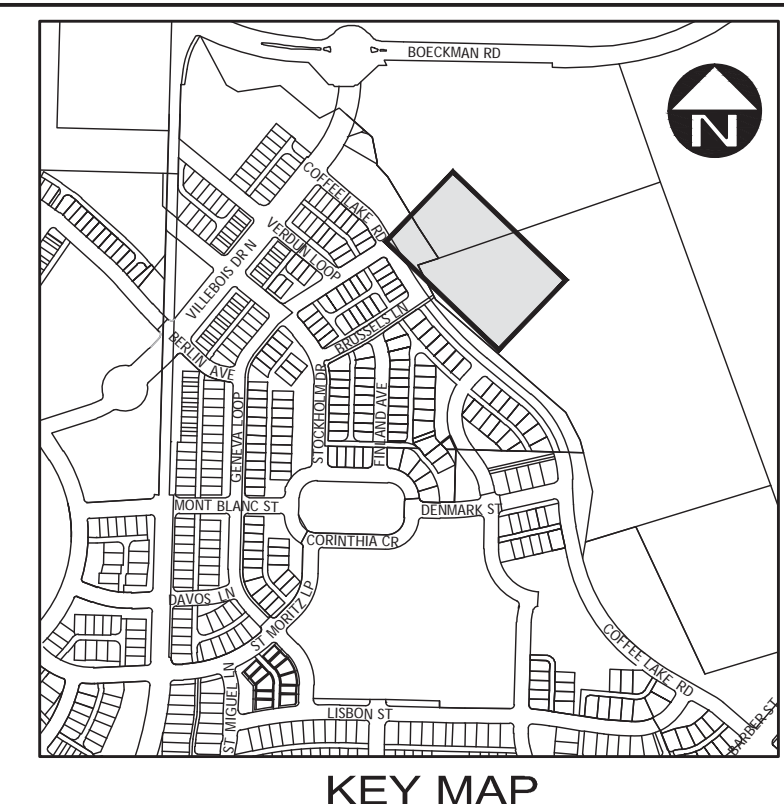 BOECKMAN RD
N
COFFEE LAKE RD
VERDUN LOOP
VILLEBOIS DR N
BRUSSELS LN
BERLIN AVE
STOCKHOLM DR
FINLAND AVE
GENEVA LOOP
MONT BLANC ST
DENMARK ST
CORINTHIA CR
DAVOS LN
ST MORITZ LP
COFFEE LAKE RD
ST MIGUEL LN
LISBON ST
BARBER ST
KEY MAP